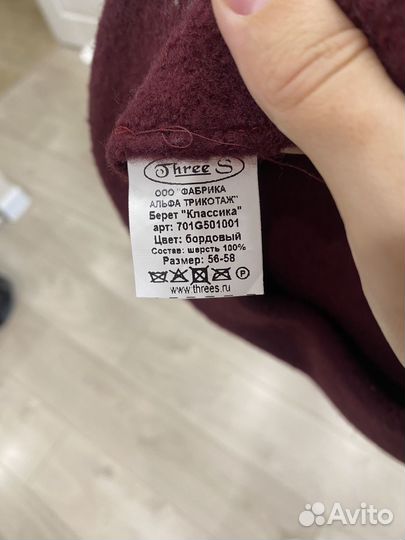 Three S
ООО "ФАБРИКА
АЛЬФА ТРИКОТАЖ"
Берет "Классика"
арт: 701G501001
Цвет: бордовый
Состав: шерсть 100%
Размер: 56-58
P
www.threes.ru
Avito